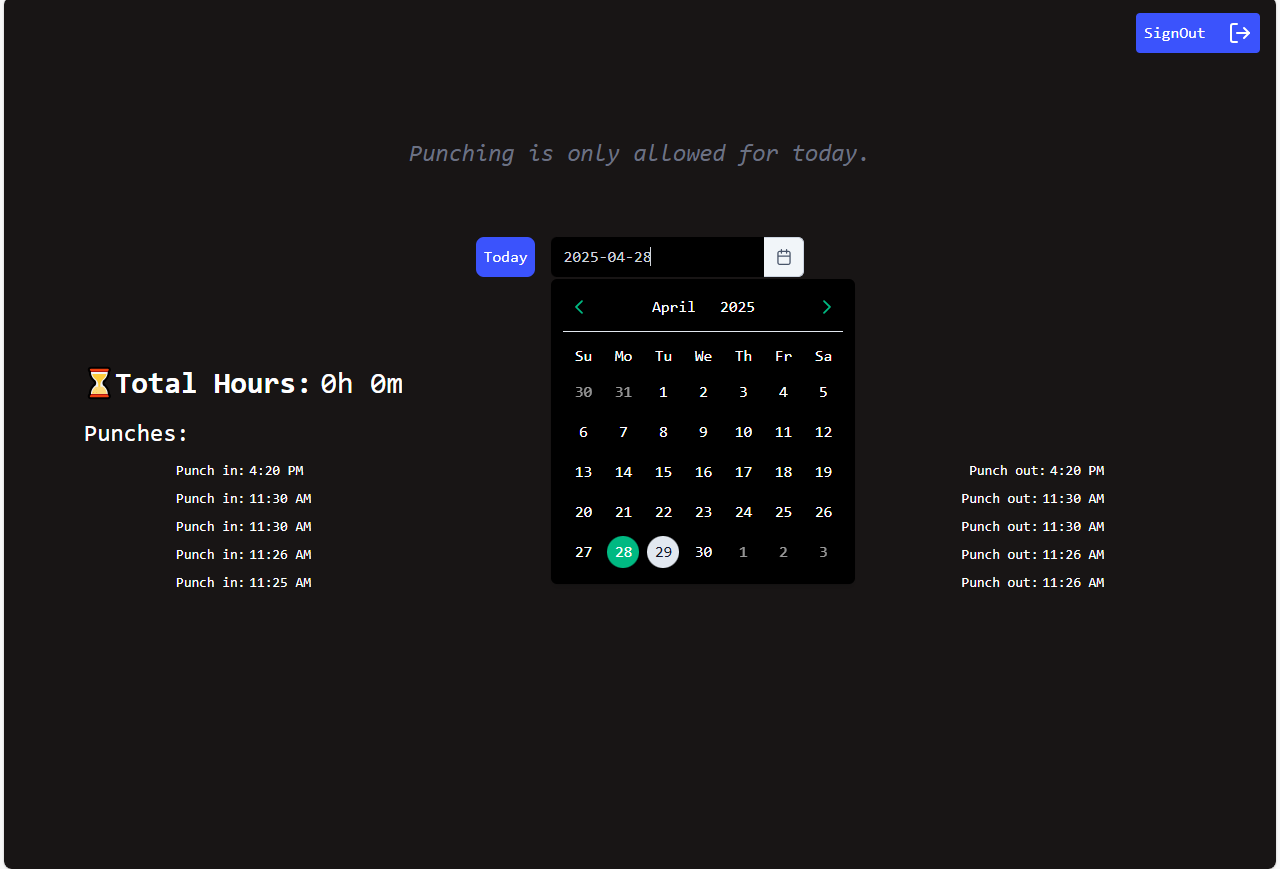 SignOut
Punching is only allowed for today.
Today 2025-04-28
April 2025
Su Mo Tu We Th Fr Sa
30 31 1 2 3 4 5
6 7 8 9 10 11 12
13 14 15 16 17 18 19
20 21 22 23 24 25 26
27 28 29 30 1 2 3
⏳Total Hours: 0h 0m
Punches:
Punch in: 4:20 PM Punch out: 4:20 PM
Punch in: 11:30 AM Punch out: 11:30 AM
Punch in: 11:30 AM Punch out: 11:30 AM
Punch in: 11:26 AM Punch out: 11:26 AM
Punch in: 11:25 AM Punch out: 11:26 AM